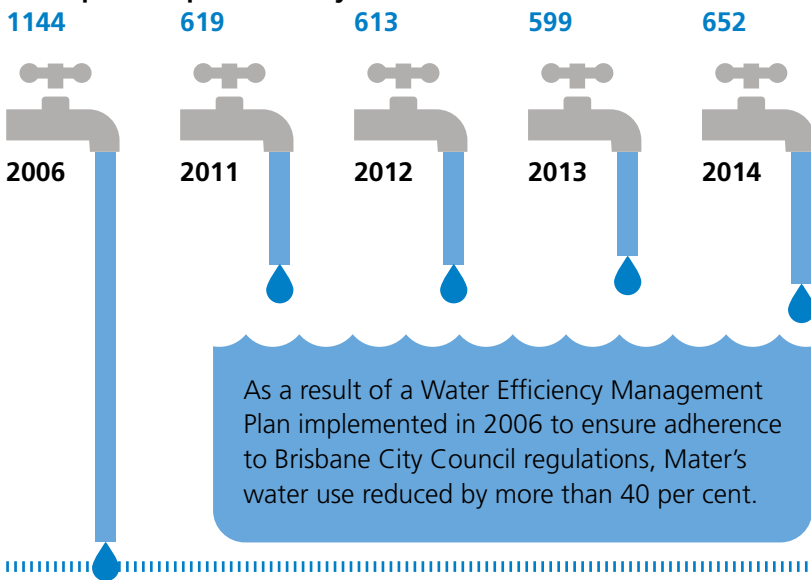 1144 619 613 599 652
2006 2011 2012 2013 2014
As a result of a Water Efficiency Management
Plan implemented in 2006 to ensure adherence
to Brisbane City Council regulations, Mater's
water use reduced by more than 40 per cent.